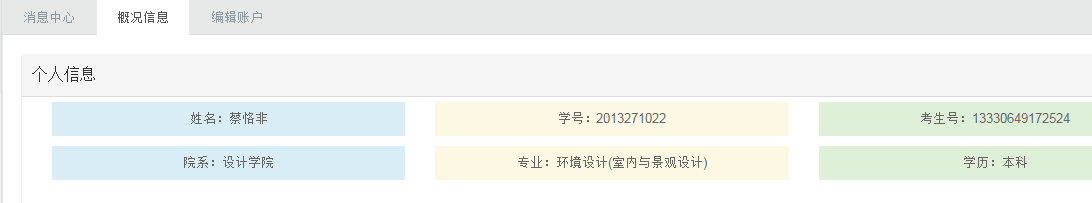 消息中心 概况信息 编辑账户
个人信息
姓名：蔡恪非 学号：2013271022 考生号：13330649172524
院系：设计学院 专业：环境设计(室内与景观设计) 学历：本科